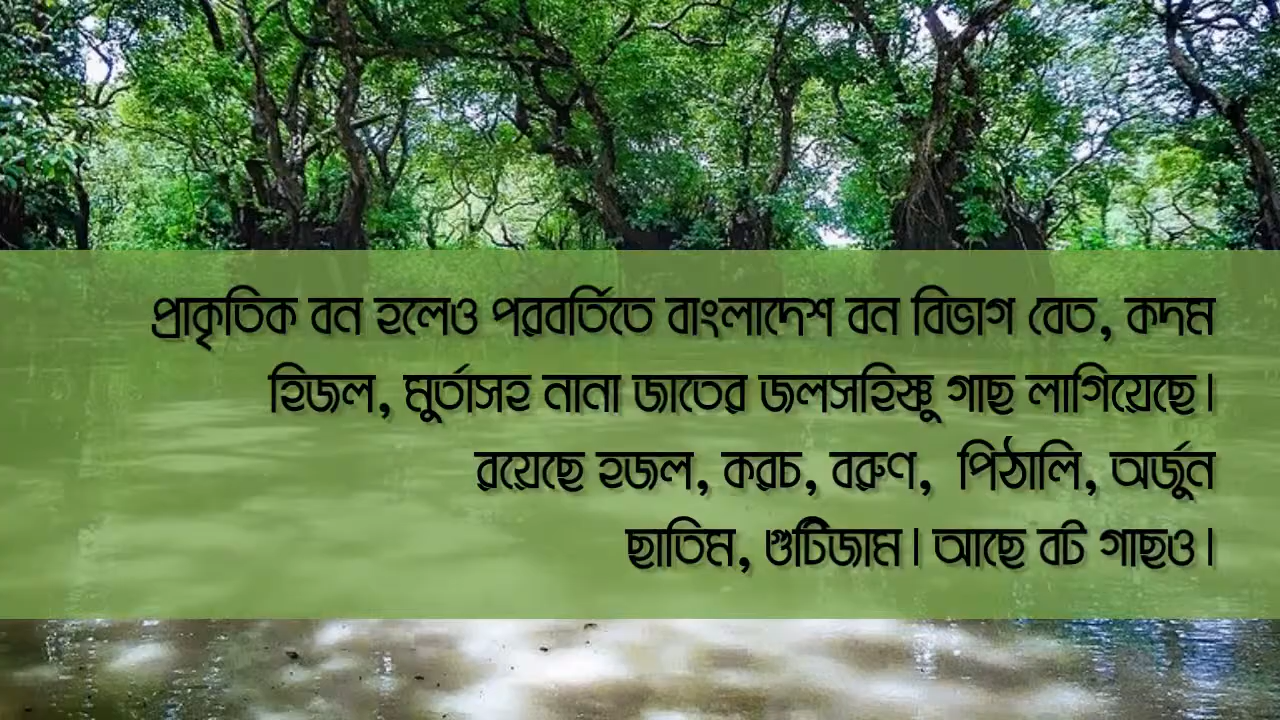 প্রাকৃতিক বন হলেও পরবর্তিতে বাংলাদেশ বন বিভাগ বেত, কদম
হিজল, মুর্তাসহ নানা জাতের জলসহিষ্ণু গাছ লাগিয়েছে।
রয়েছে হজল, করচ, বরুণ, পিঠালি, অর্জুন
ছাতিম, গুটিজাম। আছে বট গাছও।